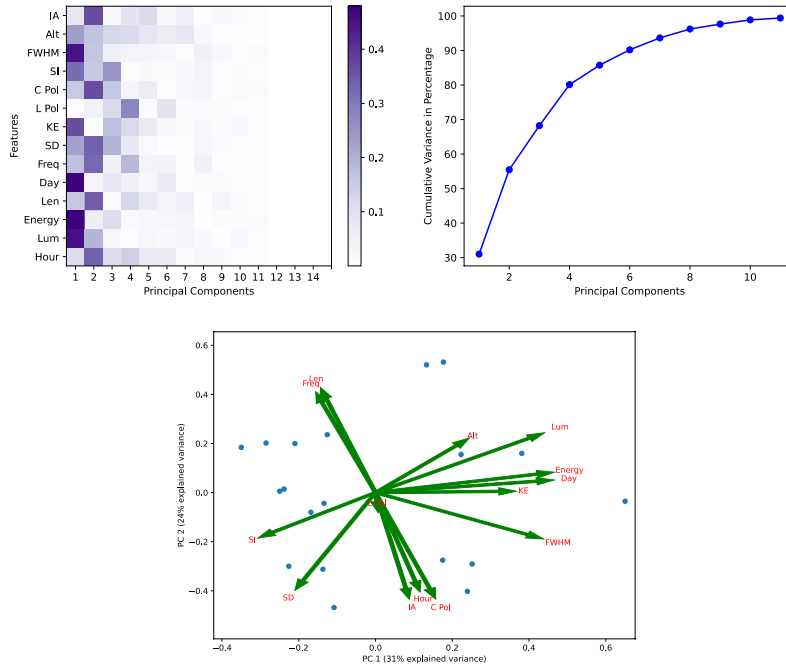 IA
Alt
FWHM
SI
C Pol
L Pol
KE
SD
Freq
Day
Len
Energy
Lum
Hour
Features
1 2 3 4 5 6 7 8 9 10 11 12 13 14
Principal Components
0.4
0.3
0.2
0.1
100
90
80
70
60
50
40
30
Cumulative Variance in Percentage
2 4 6 8 10
Principal Components
0.6
0.4
0.2
0.0
−0.2
−0.4
PC 2 (24% explained variance)
Len
Freq
Alt
Lum
Energy
Day
KE
SI
FWHM
SD
Hour
IA C Pol
−0.4 −0.2 0.0 0.2 0.4 0.6
PC 1 (31% explained variance)